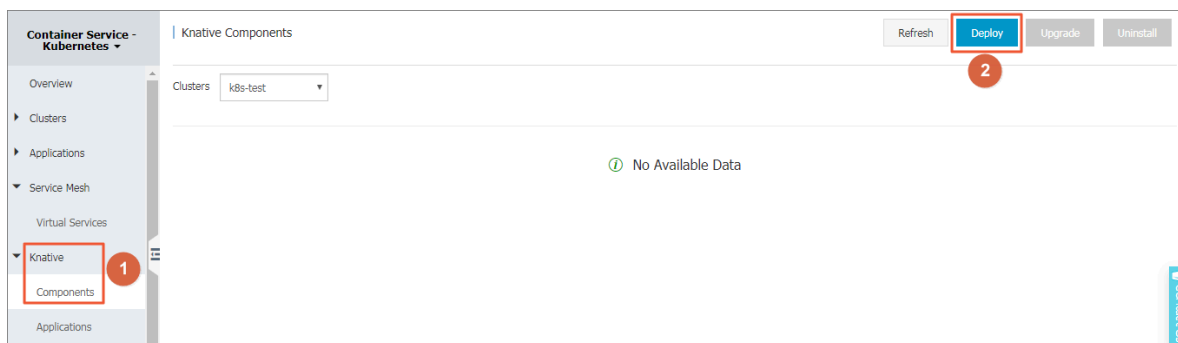 Container Service -
Kubernetes
Overview
Clusters
Applications
Service Mesh
Virtual Services
Knative
1
Components
Applications
Knative Components
Refresh
Deploy
Upgrade
Uninstall
2
Clusters
k8s-test
No Available Data